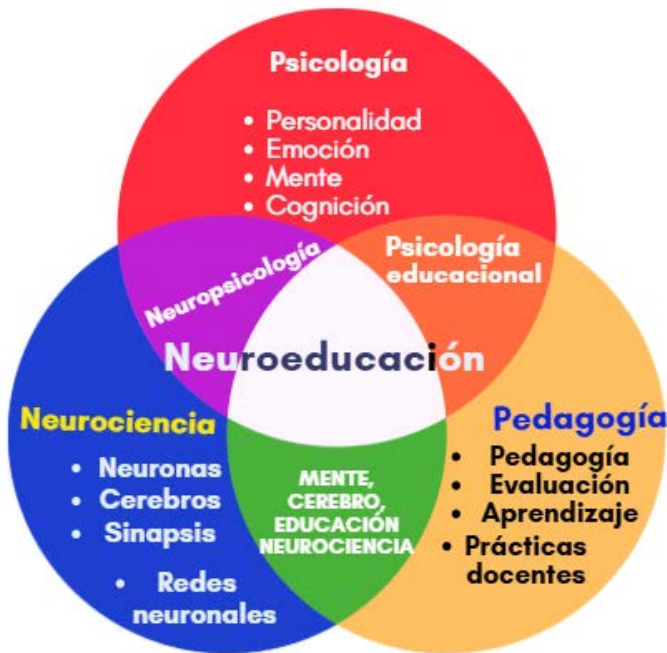 Psicología
• Personalidad
• Emoción
• Mente
• Cognición
Neuropsicología
Psicología
educacional
Neuroeducación
Neurociencia
• Neuronas
• Cerebros
• Sinapsis
• Redes
neuronales
MENTE,
CEREBRO,
EDUCACIÓN
NEUROCIENCIA
Pedagogía
• Pedagogía
• Evaluación
• Aprendizaje
• Prácticas
docentes